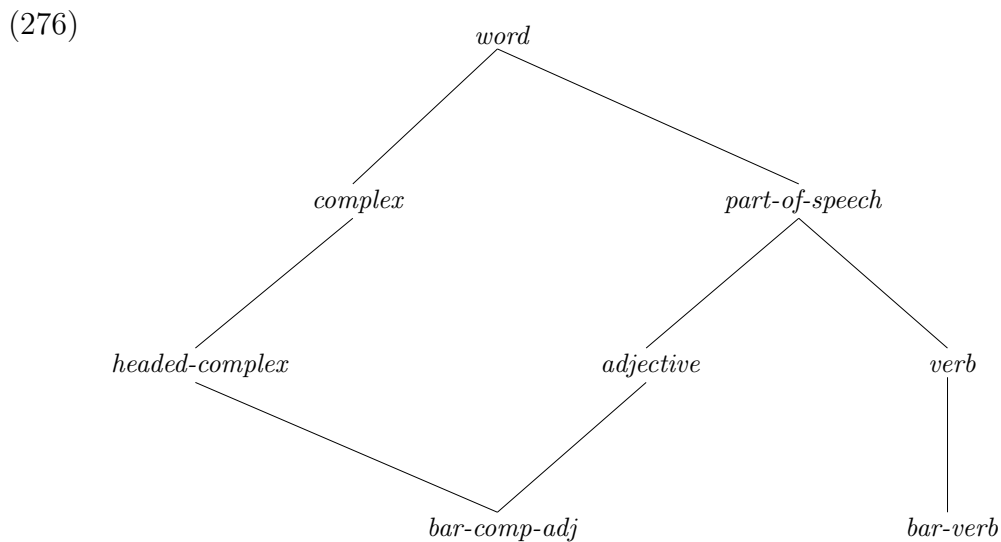 (276)
word
complex part-of-speech
headed-complex adjective verb
bar-comp-adj bar-verb